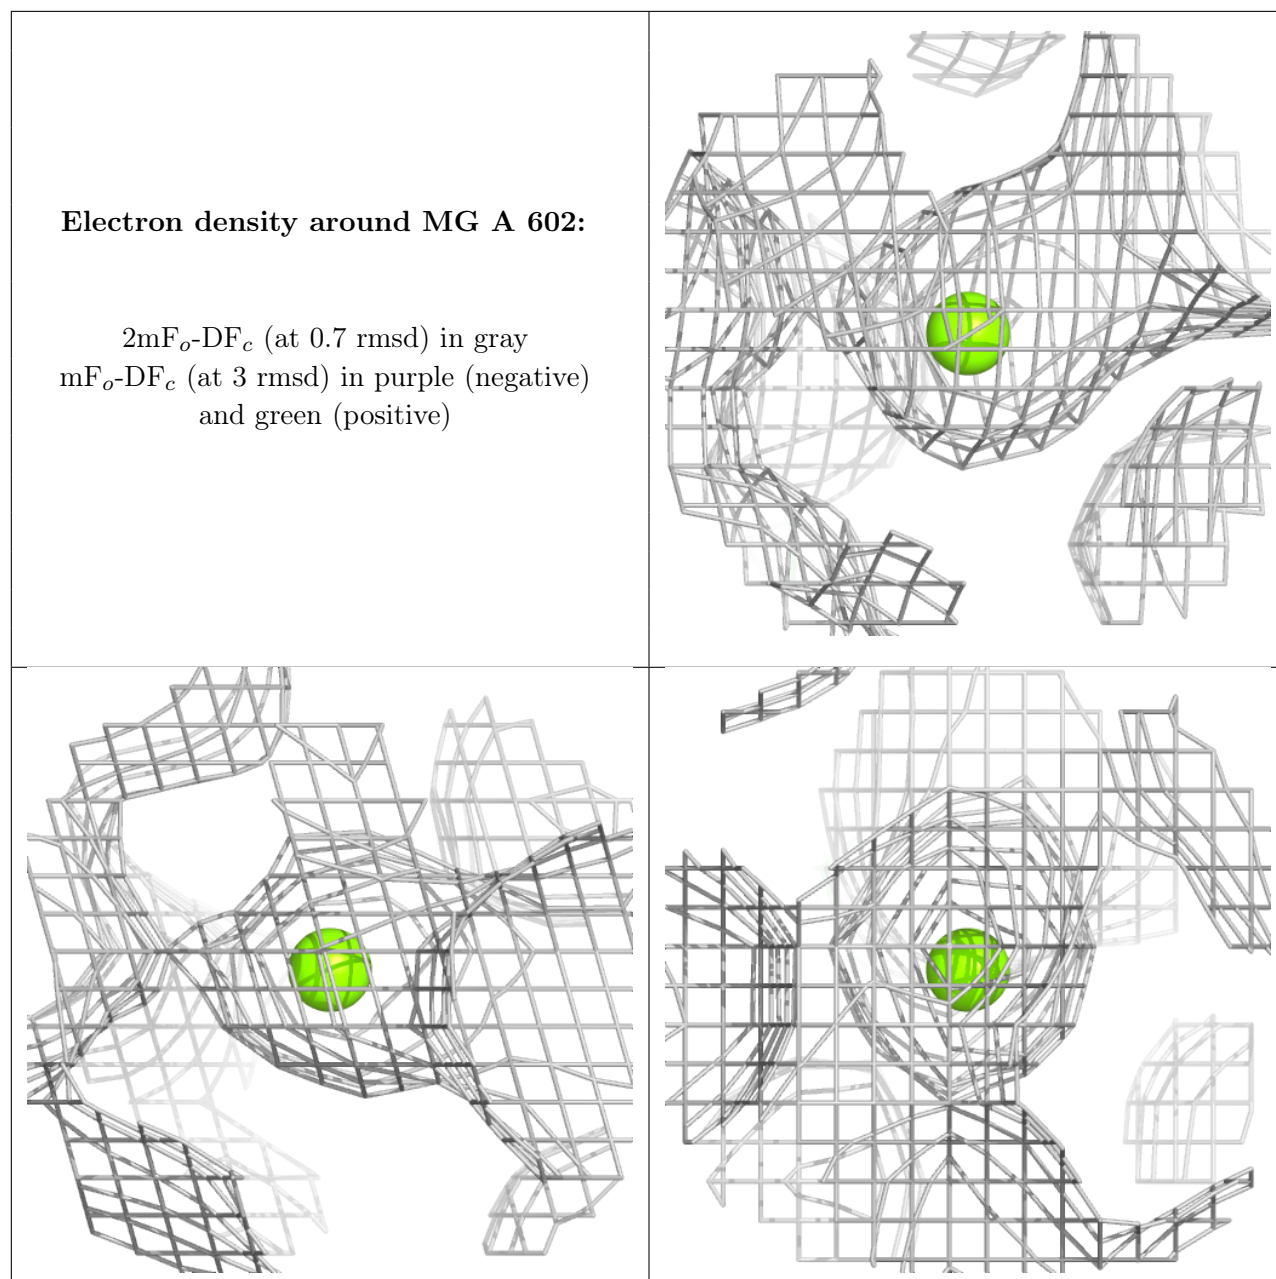 Electron density around MG A 602:
2mFo-DFc (at 0.7 rmsd) in gray
mFo-DFc (at 3 rmsd) in purple (negative)
and green (positive)